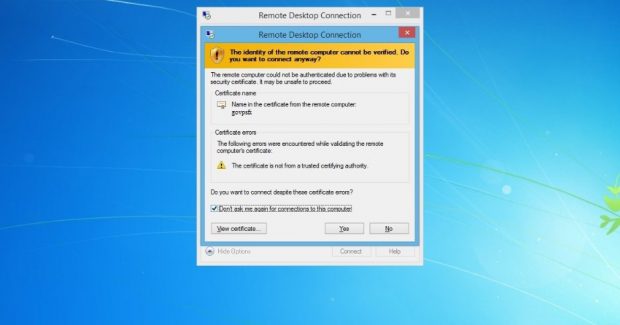 Remote Desktop Connection
Remote Desktop Connection
The identity of the remote computer cannot be verified. Do
you want to connect anyway?
The remote computer could not be authenticated due to problems with its
security certificate. It may be unsafe to proceed.
Certificate name
Name in the certificate from the remote computer:
Certificate errors
The following errors were encountered while validating the remote
computer's certificate:
The certificate is not from a trusted certifying authority.
Do you want to connect despite these certificate errors?
Don't ask me again for connections to this computer
View certificate...
Yes
No
Hide Options
Connect
Help